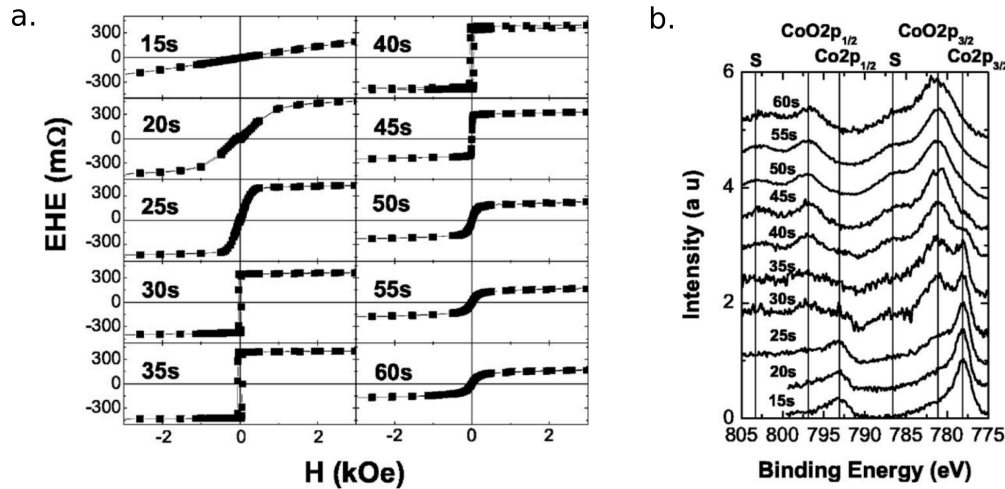 a.
300
0
-300
300
0
-300
300
0
-300
300
0
-300
300
0
-300
EHE (mΩ)
15s
20s
25s
30s
35s
40s
45s
50s
55s
60s
-2 0 2 -2 0 2
H (kOe)
b.
CoO2p1/2 CoO2p3/2
S Co2p1/2 S Co2p3/2
6
4
2
0
Intensity (a u)
60s
55s
50s
45s
40s
35s
30s
25s
20s
15s
805 800 795 790 785 780 775
Binding Energy (eV)